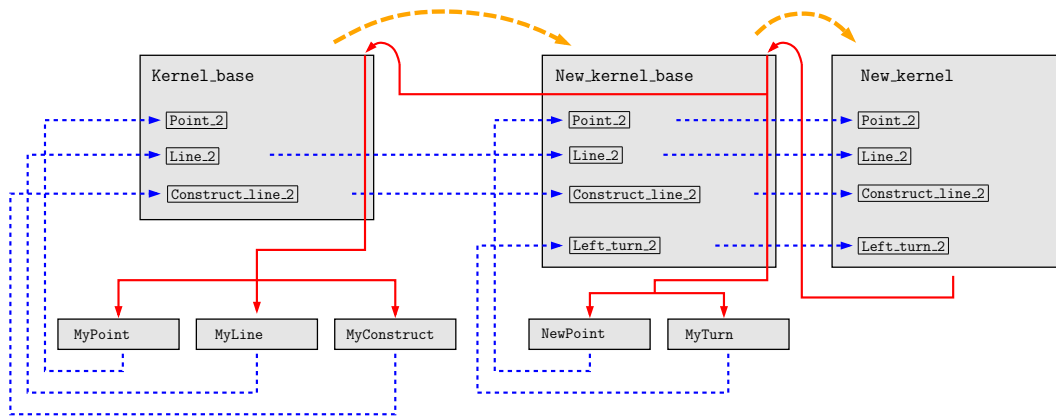 Kernel_base
Point_2
Line_2
Construct_line_2
New_kernel_base
Point_2
Line_2
Construct_line_2
Left_turn_2
New_kernel
Point_2
Line_2
Construct_line_2
Left_turn_2
MyPoint
MyLine
MyConstruct
NewPoint
MyTurn